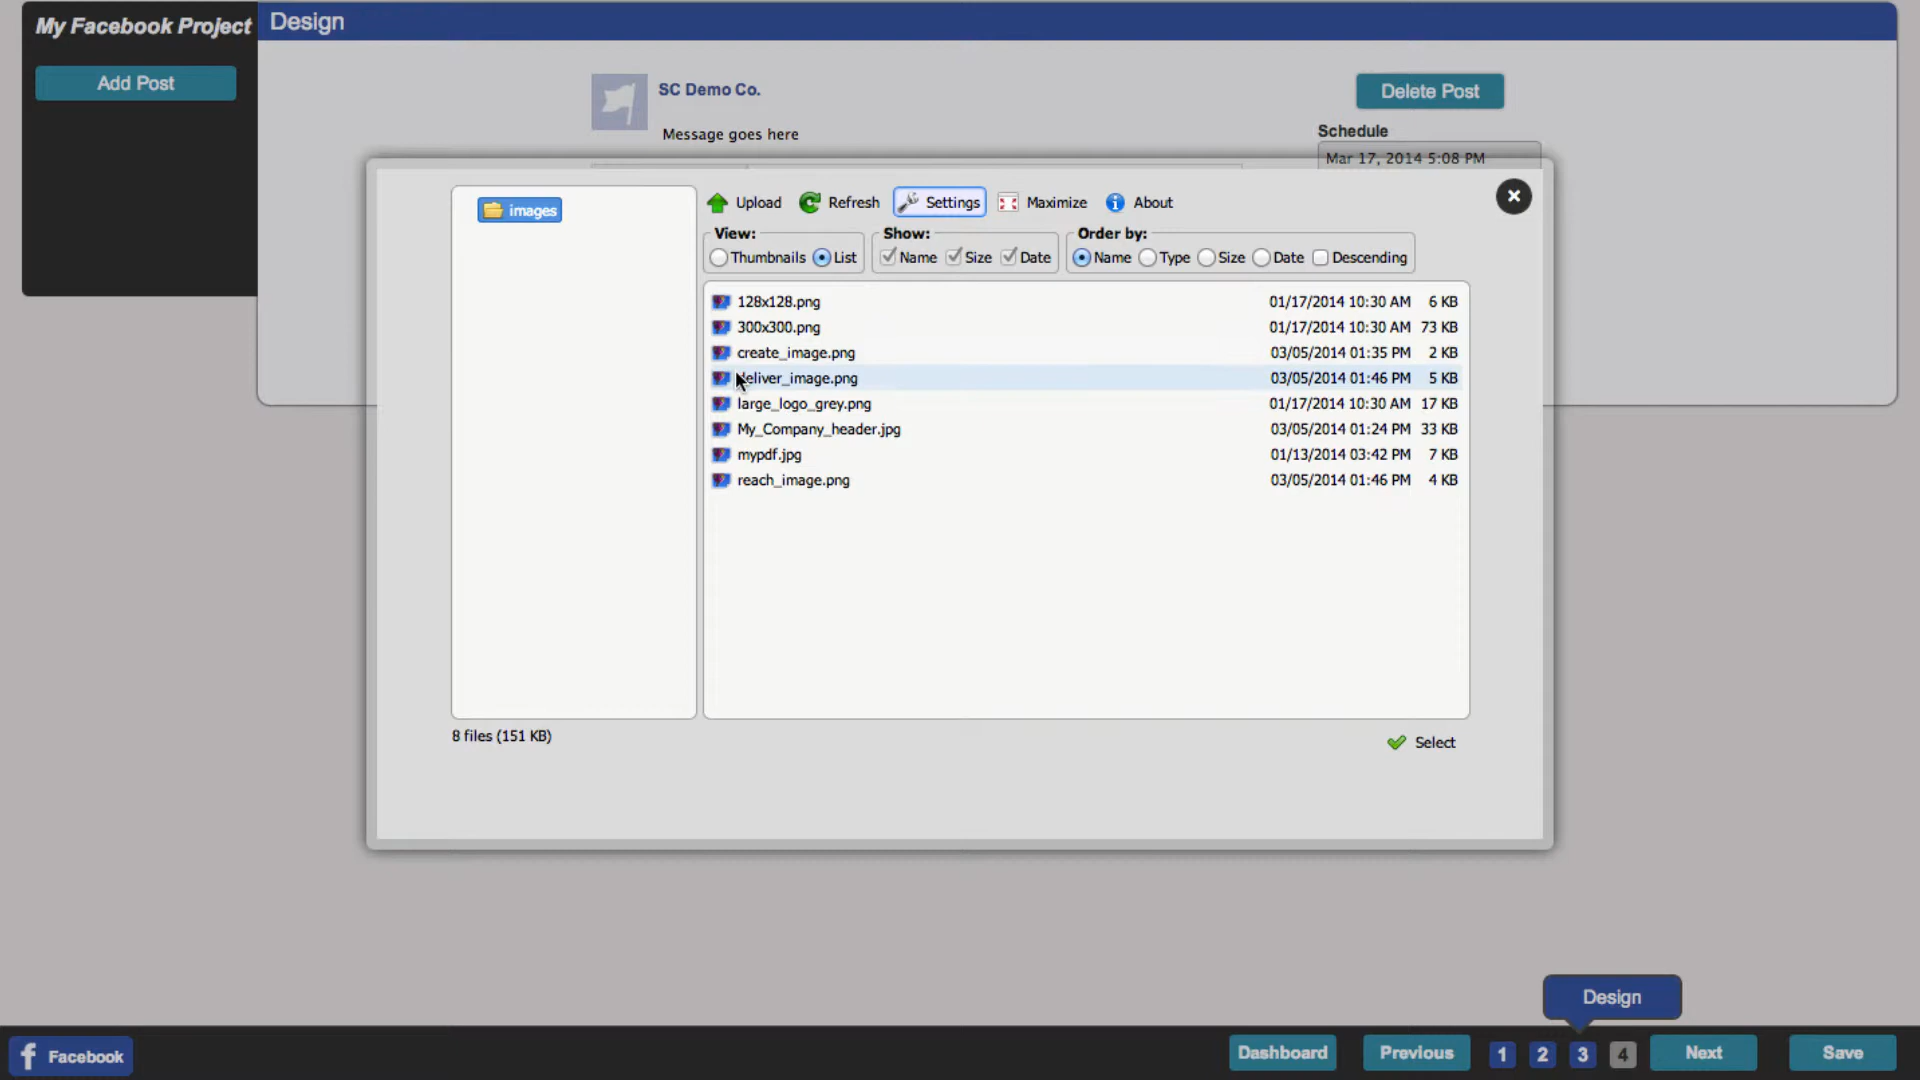 My Facebook Project
Design
Add Post
SC Demo Co.
Delete Post
Message goes here
Schedule
Mar 17, 2014 5:08 PM
images
Upload Refresh Settings Maximize About
View: Show: Order by:
Thumbnails List Name Size Date Name Type Size Date Descending
128x128.png 01/17/2014 10:30 AM 6 KB
300x300.png 01/17/2014 10:30 AM 73 KB
create_image.png 03/05/2014 01:35 PM 2 KB
deliver_image.png 03/05/2014 01:46 PM 5 KB
large_logo_grey.png 01/17/2014 10:30 AM 17 KB
My_Company_header.jpg 03/05/2014 01:24 PM 33 KB
mypdf.jpg 01/13/2014 03:42 PM 7 KB
reach_image.png 03/05/2014 01:46 PM 4 KB
8 files (151 KB)
Select
Design
Facebook
Dashboard Previous 1 2 3 4 Next Save